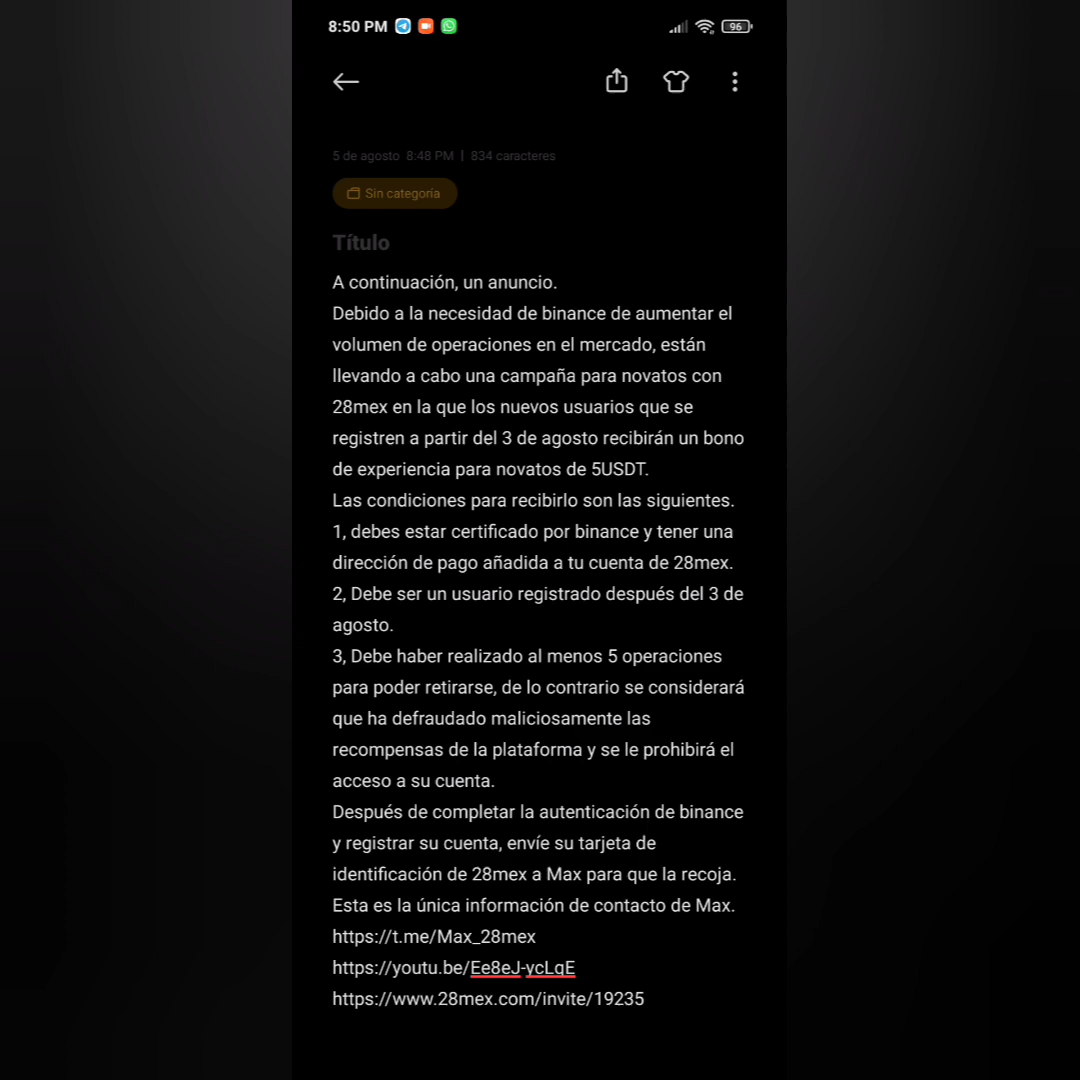 8:50 PM
96
5 de agosto 8:48 PM | 834 caracteres
Sin categoría
Título
A continuación, un anuncio.
Debido a la necesidad de binance de aumentar el
volumen de operaciones en el mercado, están
llevando a cabo una campaña para novatos con
28mex en la que los nuevos usuarios que se
registren a partir del 3 de agosto recibirán un bono
de experiencia para novatos de 5USDT.
Las condiciones para recibirlo son las siguientes.
1, debes estar certificado por binance y tener una
dirección de pago añadida a tu cuenta de 28mex.
2, Debe ser un usuario registrado después del 3 de
agosto.
3, Debe haber realizado al menos 5 operaciones
para poder retirarse, de lo contrario se considerará
que ha defraudado maliciosamente las
recompensas de la plataforma y se le prohibirá el
acceso a su cuenta.
Después de completar la autenticación de binance
y registrar su cuenta, envíe su tarjeta de
identificación de 28mex a Max para que la recoja.
Esta es la única información de contacto de Max.
https://t.me/Max_28mex
https://youtu.be/Ee8eJ-ycLqE
https://www.28mex.com/invite/19235